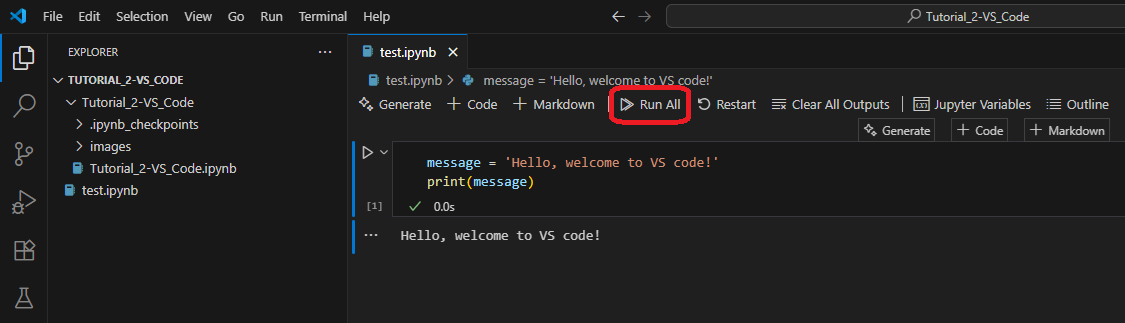 File Edit Selection View Go Run Terminal Help
Tutorial_2-VS_Code
EXPLORER
TUTORIAL_2-VS_CODE
Tutorial_2-VS_Code
.ipynb_checkpoints
images
Tutorial_2-VS_Code.ipynb
test.ipynb
test.ipynb
test.ipynb > message = 'Hello, welcome to VS code!'
Generate + Code + Markdown Run All Restart Clear All Outputs Jupyter Variables Outline
Generate + Code + Markdown
message = 'Hello, welcome to VS code!'
print(message)
[1] 0.0s
Hello, welcome to VS code!